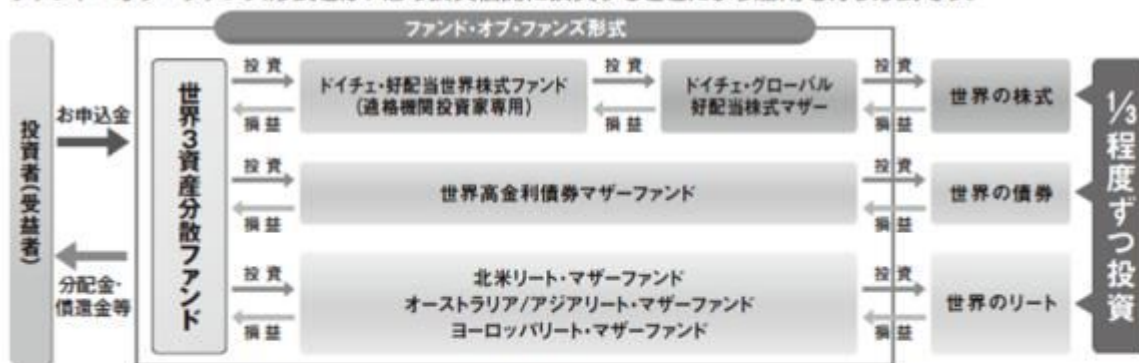 ファンド・オブ・ファンズ形式
投資者(受益者)
お申込金
分配金・
償還金等
世界3資産分散ファンド
投資
損益
ドイチェ・好配当世界株式ファンド
(適格機関投資家専用)
投資
損益
ドイチェ・グローバル
好配当株式マザー
投資
損益
世界の株式
投資
損益
世界高金利債券マザーファンド
投資
損益
世界の債券
投資
損益
北米リート・マザーファンド
オーストラリア/アジアリート・マザーファンド
ヨーロッパリート・マザーファンド
投資
損益
世界のリート
1/3程度ずつ投資